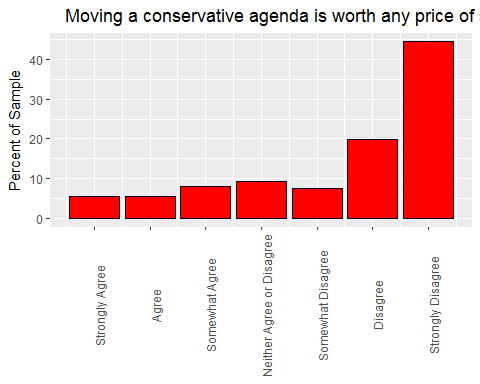 Moving a conservative agenda is worth any price of
Percent of Sample
40
30
20
10
0
Strongly Agree
Agree
Somewhat Agree
Neither Agree or Disagree
Somewhat Disagree
Disagree
Strongly Disagree